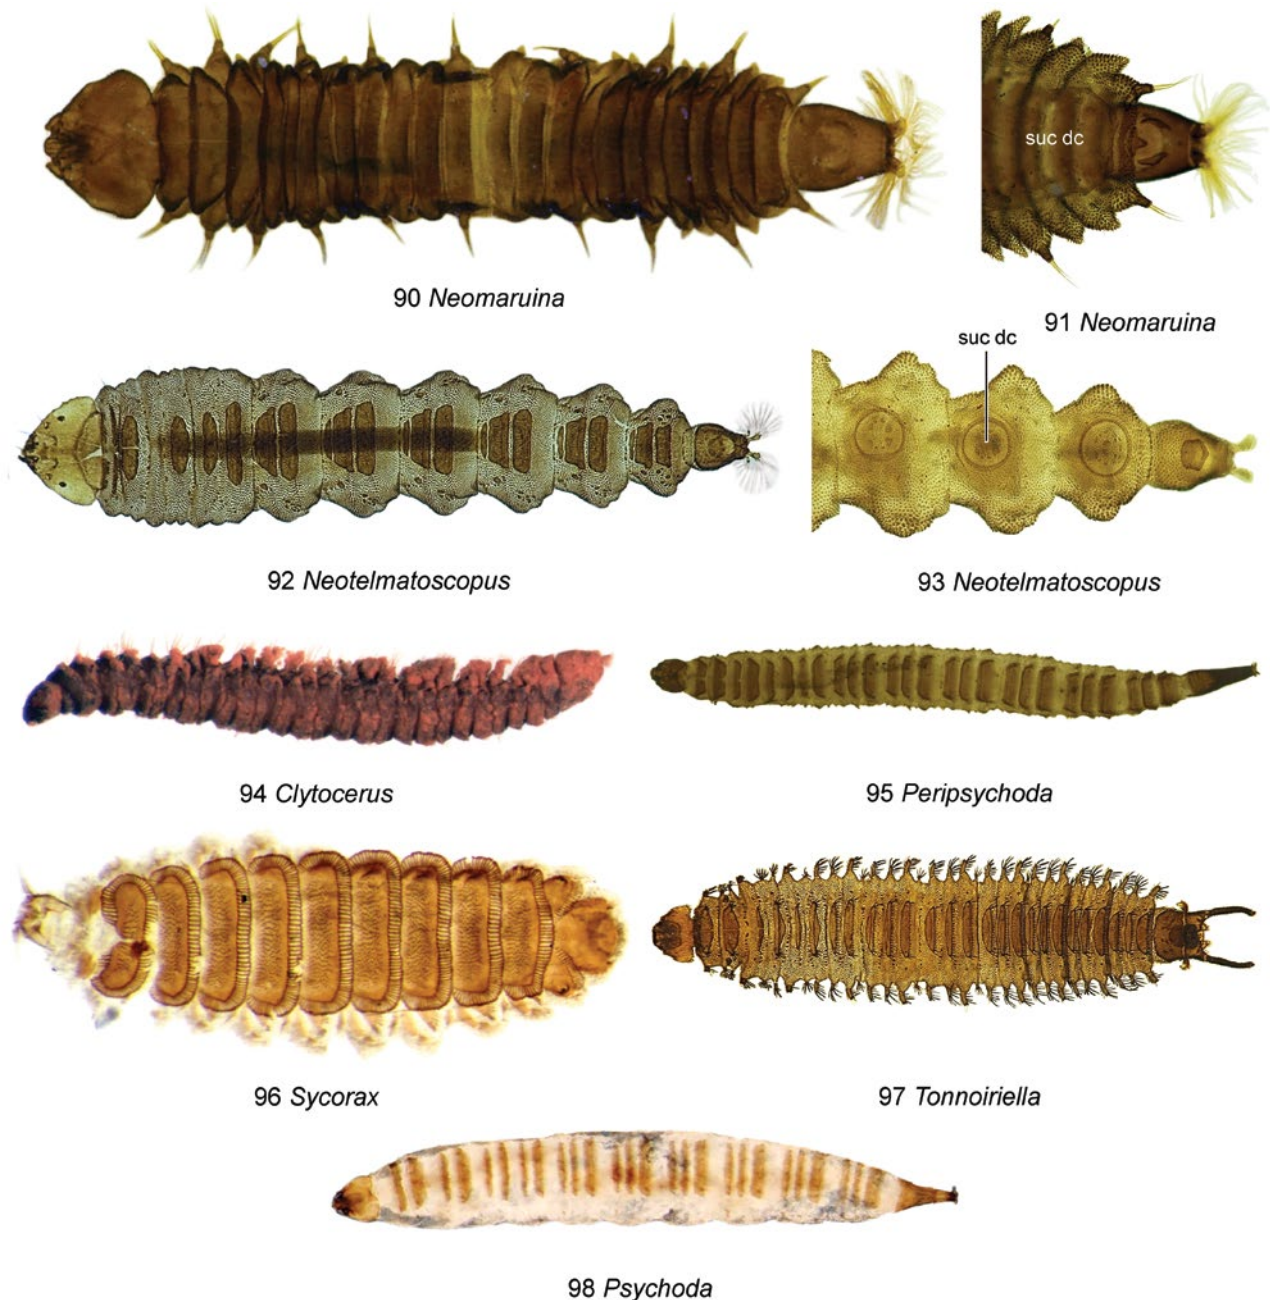 suc dc
90 Neomaruina
91 Neomaruina
suc dc
92 Neotelmatoscopus
93 Neotelmatoscopus
94 Clytocerus
95 Peripsychoda
96 Sycorax
97 Tonnoiriella
98 Psychoda